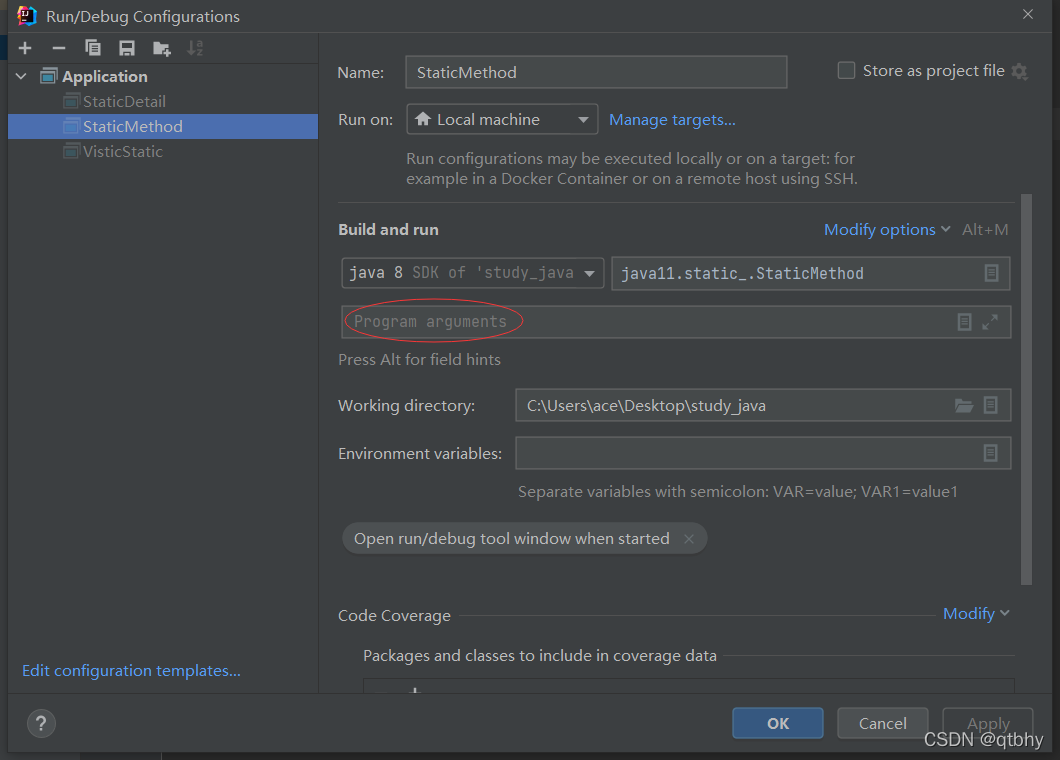 Run/Debug Configurations
Application
StaticDetail
StaticMethod
VisticStatic
Edit configuration templates...
Name: StaticMethod Store as project file
Run on: Local machine Manage targets...
Run configurations may be executed locally or on a target: for
example in a Docker Container or on a remote host using SSH.
Build and run Modify options Alt+M
java 8 SDK of 'study_java java11.static_.StaticMethod
Program arguments
Press Alt for field hints
Working directory: C:\Users\ace\Desktop\study_java
Environment variables:
Separate variables with semicolon: VAR=value; VAR1=value1
Open run/debug tool window when started
Code Coverage Modify
Packages and classes to include in coverage data
? OK Cancel Apply
CSDN @qtbhy